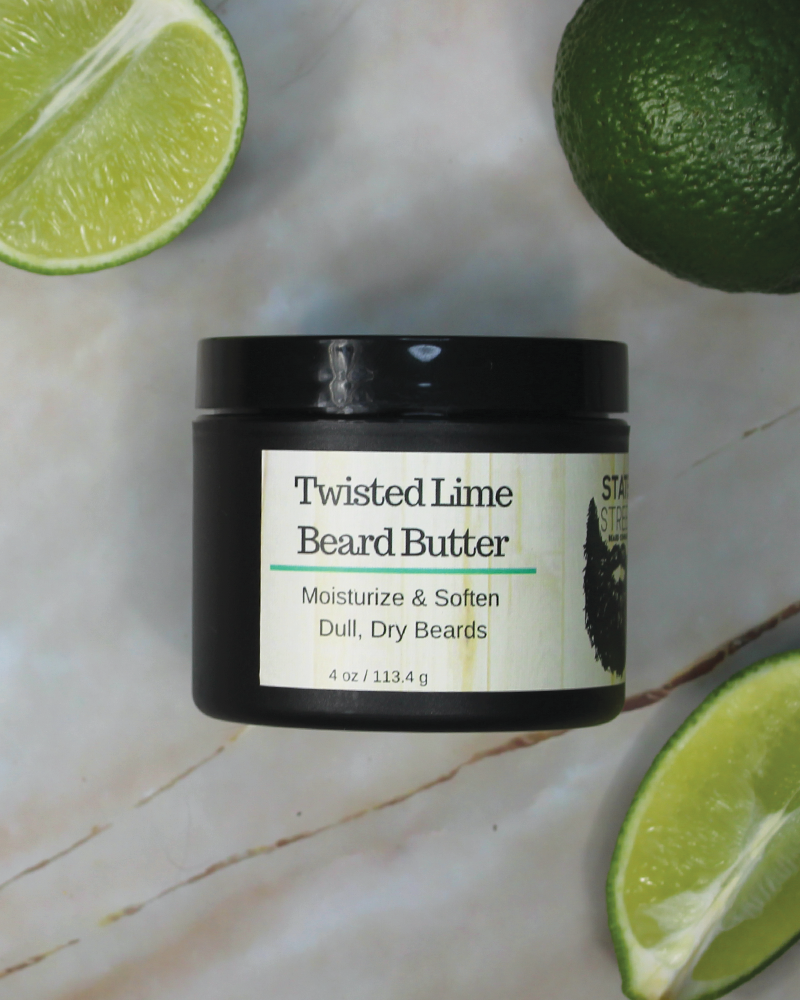 Twisted Lime
Beard Butter
Moisturize & Soften
Dull, Dry Beards
4 oz / 113.4 g